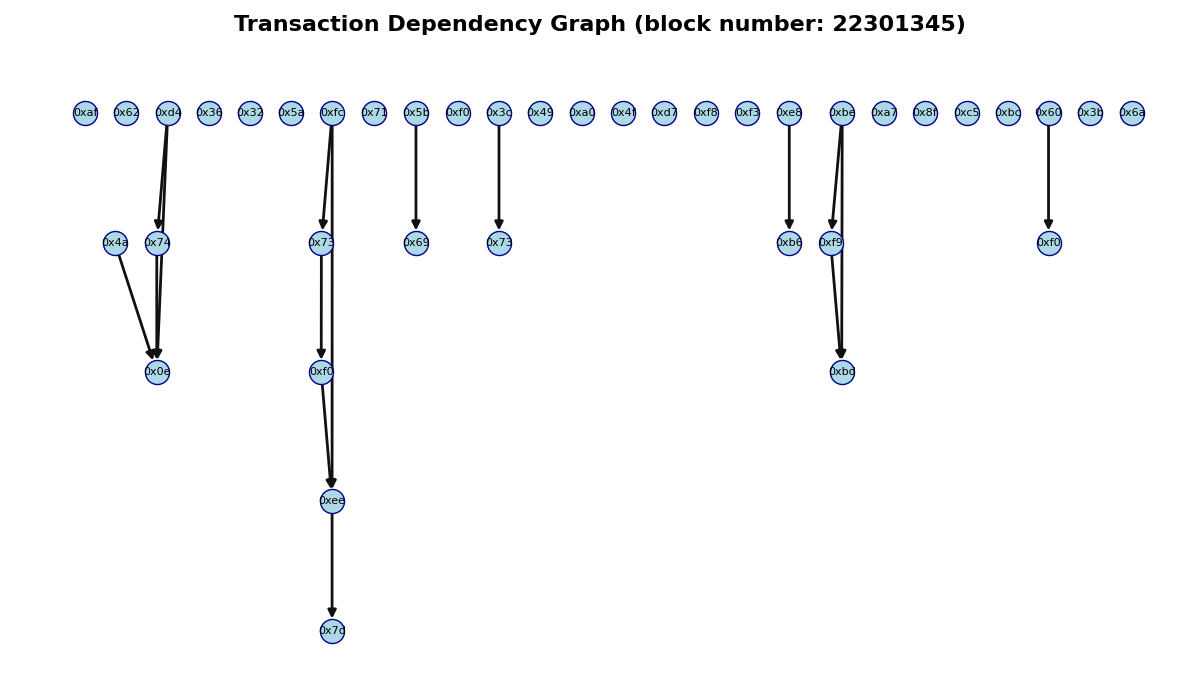 Transaction Dependency Graph (block number: 22301345)
0xaf 0x62 0xd4 0x36 0x32 0x5a 0xfc 0x71 0x5b 0xf0 0x3c 0x49 0xa0 0x4f 0xd7 0xf8 0xf3 0xe8 0xbe 0xa7 0x8f 0xc5 0xbc 0x60 0x3b 0x6a
0x4a 0x74 0x73 0x69 0x73 0xb6 0xf9 0xf0
0x0e 0xf0 0xbd
0xee
0x7d